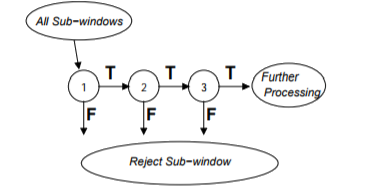 All Sub-windows
T T T
1 2 3
Further
Processing
F F F
Reject Sub-window